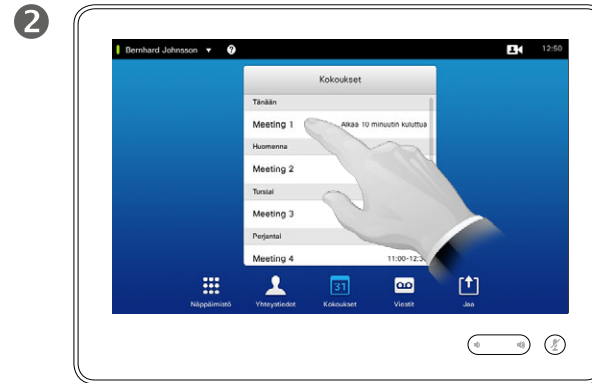 2
Bernhard Johnsson
?
12:50
Kokoukset
Tänään
Meeting 1 Alkaa 10 minuutin kuluttua
Huomenna
Meeting 2
Torstai
Meeting 3
Perjantai
Meeting 4 11:00-12:30
31
Näppäimistö Yhteystiedot Kokoukset Viestit Jaa